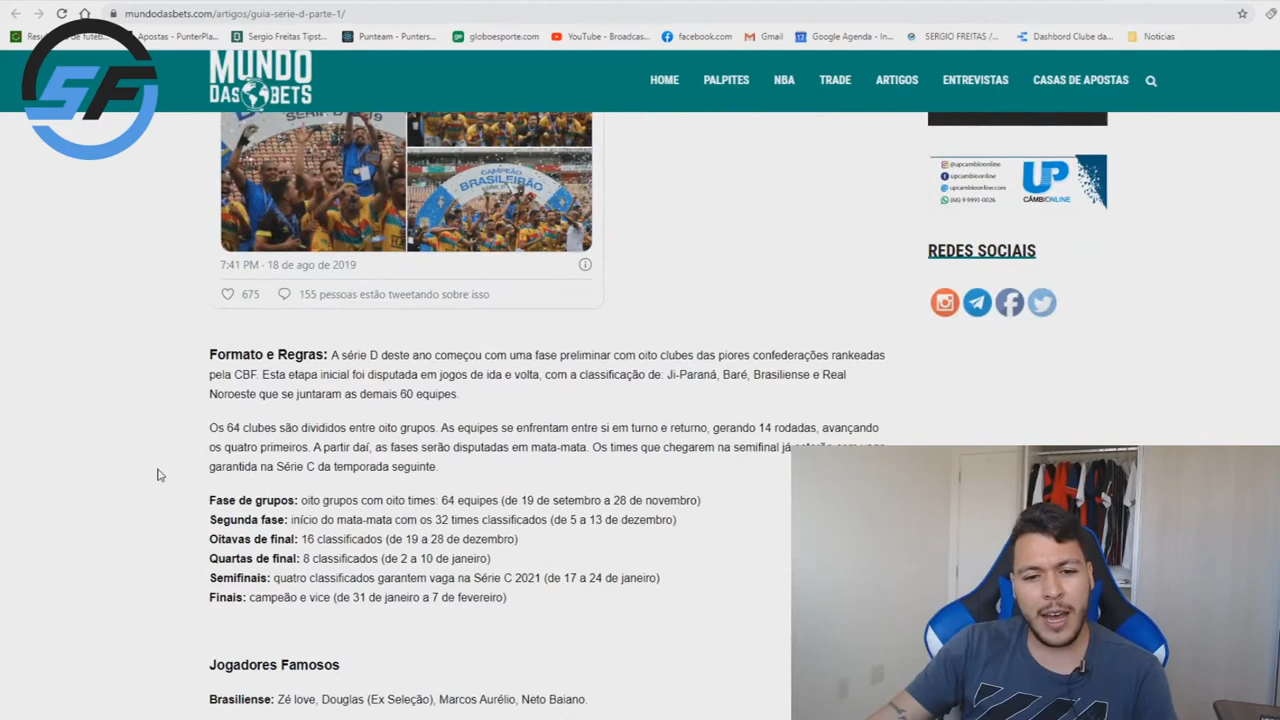 mundodasbets.com/artigos/guia-serie-d-parte-1/
Apostas - PunterPla...
Sergio Freitas Tipst...
Punteam - Punters...
globoesporte.com
YouTube - Broadcas...
facebook.com
Gmail
Google Agenda - In...
SERGIO FREITAS /...
Dashbord Clube da...
Noticias
SF
MUNDO
DAS BETS
HOME
PALPITES
NBA
TRADE
ARTIGOS
ENTREVISTAS
CASAS DE APOSTAS
SÉRIE D 2019
CAMPEÃO
BRASILEIRÃO
7:41 PM · 18 de ago de 2019
675
155 pessoas estão tweetando sobre isso
@upcambioonline
upcambioonline
upcambioonline.com
UP
CÂMBIONLINE
REDES SOCIAIS
Formato e Regras: A série D deste ano começou com uma fase preliminar com oito clubes das piores confederações rankeadas
pela CBF. Esta etapa inicial foi disputada em jogos de ida e volta, com a classificação de: Ji-Paraná, Baré, Brasiliense e Real
Noroeste que se juntaram as demais 60 equipes.
Os 64 clubes são divididos entre oito grupos. As equipes se enfrentam entre si em turno e returno, gerando 14 rodadas, avançando
os quatro primeiros. A partir daí, as fases serão disputadas em mata-mata. Os times que chegarem na semifinal já
garantida na Série C da temporada seguinte.
Fase de grupos: oito grupos com oito times: 64 equipes (de 19 de setembro a 28 de novembro)
Segunda fase: início do mata-mata com os 32 times classificados (de 5 a 13 de dezembro)
Oitavas de final: 16 classificados (de 19 a 28 de dezembro)
Quartas de final: 8 classificados (de 2 a 10 de janeiro)
Semifinais: quatro classificados garantem vaga na Série C 2021 (de 17 a 24 de janeiro)
Finais: campeão e vice (de 31 de janeiro a 7 de fevereiro)
Jogadores Famosos
Brasiliense: Zé love, Douglas (Ex Seleção), Marcos Aurélio, Neto Baiano.